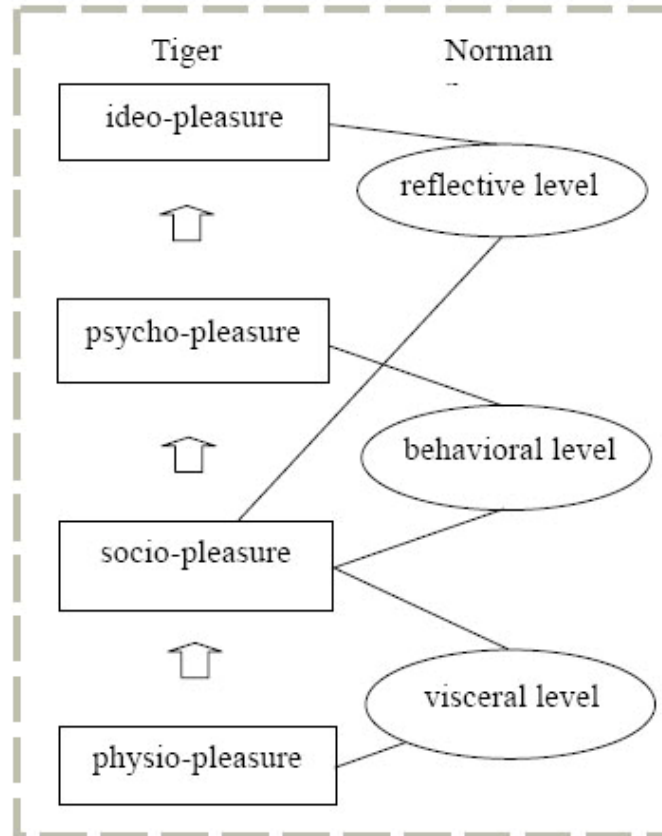 Tiger
Norman
ideo-pleasure
reflective level
psycho-pleasure
behavioral level
socio-pleasure
visceral level
physio-pleasure